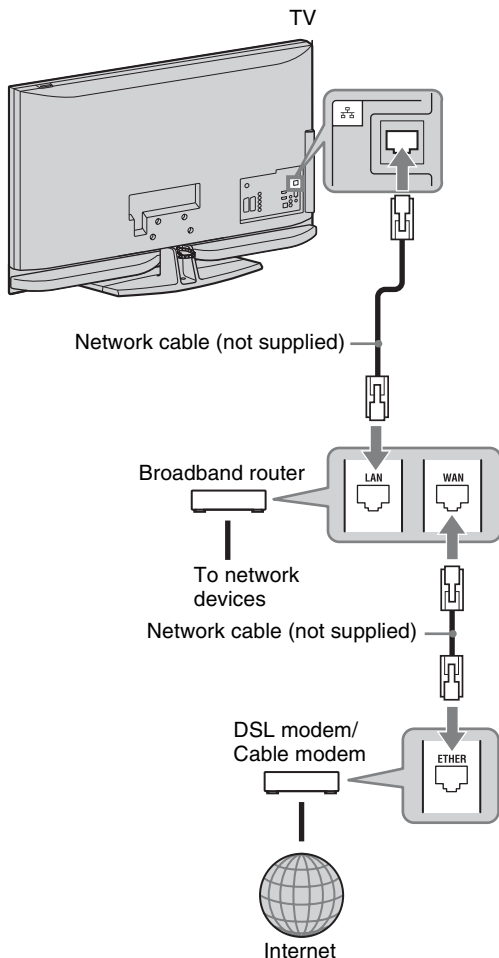 TV
Network cable (not supplied)
Broadband router
LAN
WAN
To network
devices
Network cable (not supplied)
DSL modem/
Cable modem
ETHER
Internet